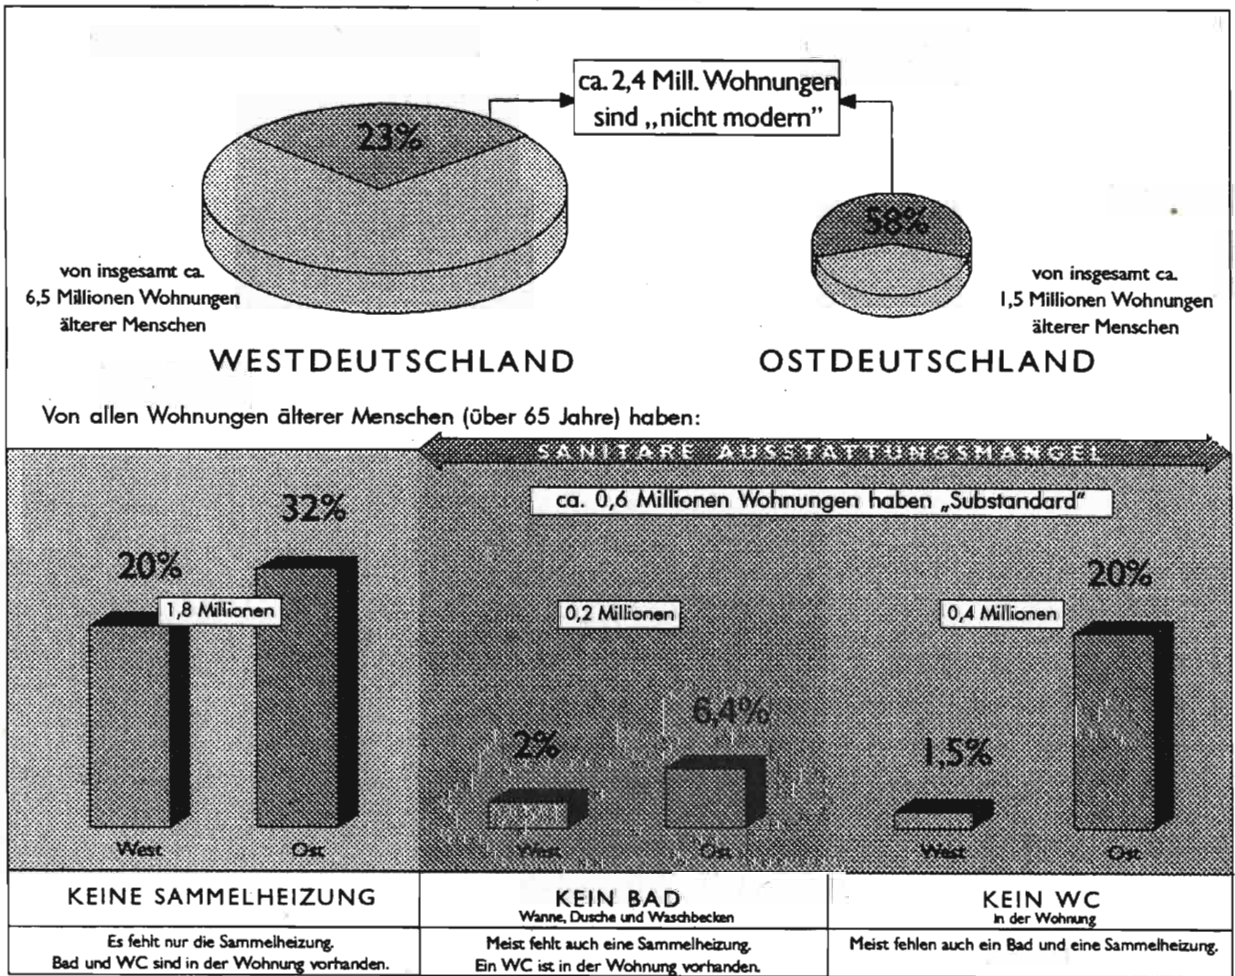 ca. 2,4 Mill. Wohnungen
sind „nicht modern”
23%
58%
von insgesamt ca.
6,5 Millionen Wohnungen
älterer Menschen
von insgesamt ca.
1,5 Millionen Wohnungen
älterer Menschen
WESTDEUTSCHLAND
OSTDEUTSCHLAND
Von allen Wohnungen älterer Menschen (über 65 Jahre) haben:
SANITÄRE AUSSTATTUNGSMÄNGEL
ca. 0,6 Millionen Wohnungen haben „Substandard”
20%
32%
1,8 Millionen
West
Ost
0,2 Millionen
2%
6,4%
West
Ost
0,4 Millionen
1,5%
20%
West
Ost
KEINE SAMMELHEIZUNG
Es fehlt nur die Sammelheizung.
Bad und WC sind in der Wohnung vorhanden.
KEIN BAD
Wanne, Dusche und Waschbecken
Meist fehlt auch eine Sammelheizung.
Ein WC ist in der Wohnung vorhanden.
KEIN WC
in der Wohnung
Meist fehlen auch ein Bad und eine Sammelheizung.